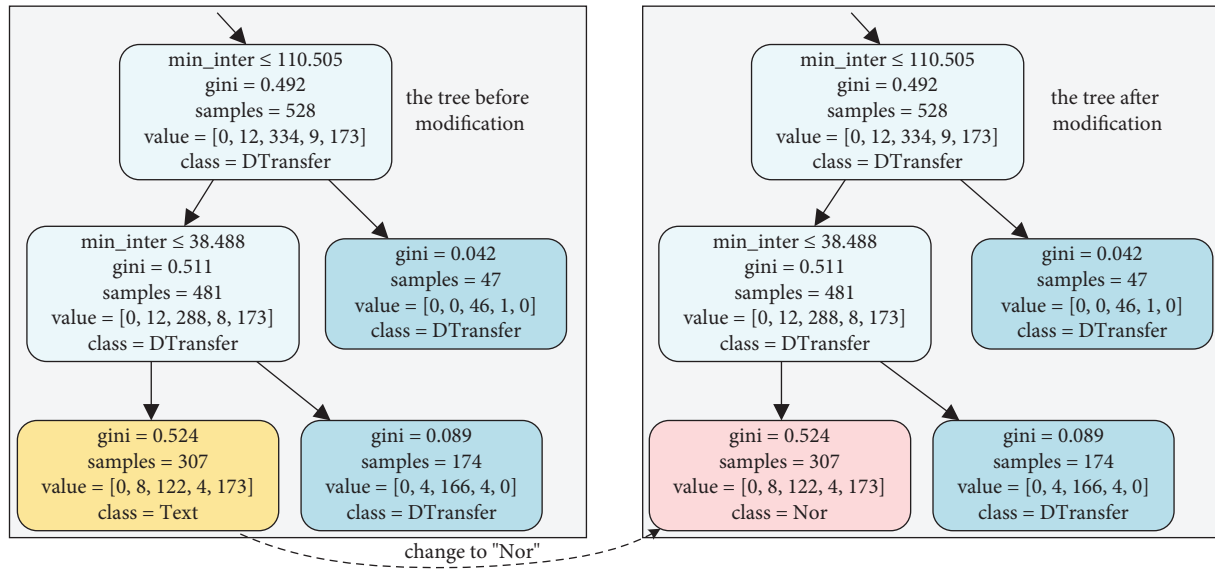 min_inter ≤ 110.505
gini = 0.492
samples = 528
value = [0, 12, 334, 9, 173]
class = DTransfer
the tree before
modification
min_inter ≤ 38.488
gini = 0.511
samples = 481
value = [0, 12, 288, 8, 173]
class = DTransfer
gini = 0.042
samples = 47
value = [0, 0, 46, 1, 0]
class = DTransfer
gini = 0.524
samples = 307
value = [0, 8, 122, 4, 173]
class = Text
gini = 0.089
samples = 174
value = [0, 4, 166, 4, 0]
class = DTransfer
min_inter ≤ 110.505
gini = 0.492
samples = 528
value = [0, 12, 334, 9, 173]
class = DTransfer
the tree after
modification
min_inter ≤ 38.488
gini = 0.511
samples = 481
value = [0, 12, 288, 8, 173]
class = DTransfer
gini = 0.042
samples = 47
value = [0, 0, 46, 1, 0]
class = DTransfer
gini = 0.524
samples = 307
value = [0, 8, 122, 4, 173]
class = Nor
gini = 0.089
samples = 174
value = [0, 4, 166, 4, 0]
class = DTransfer
change to "Nor"